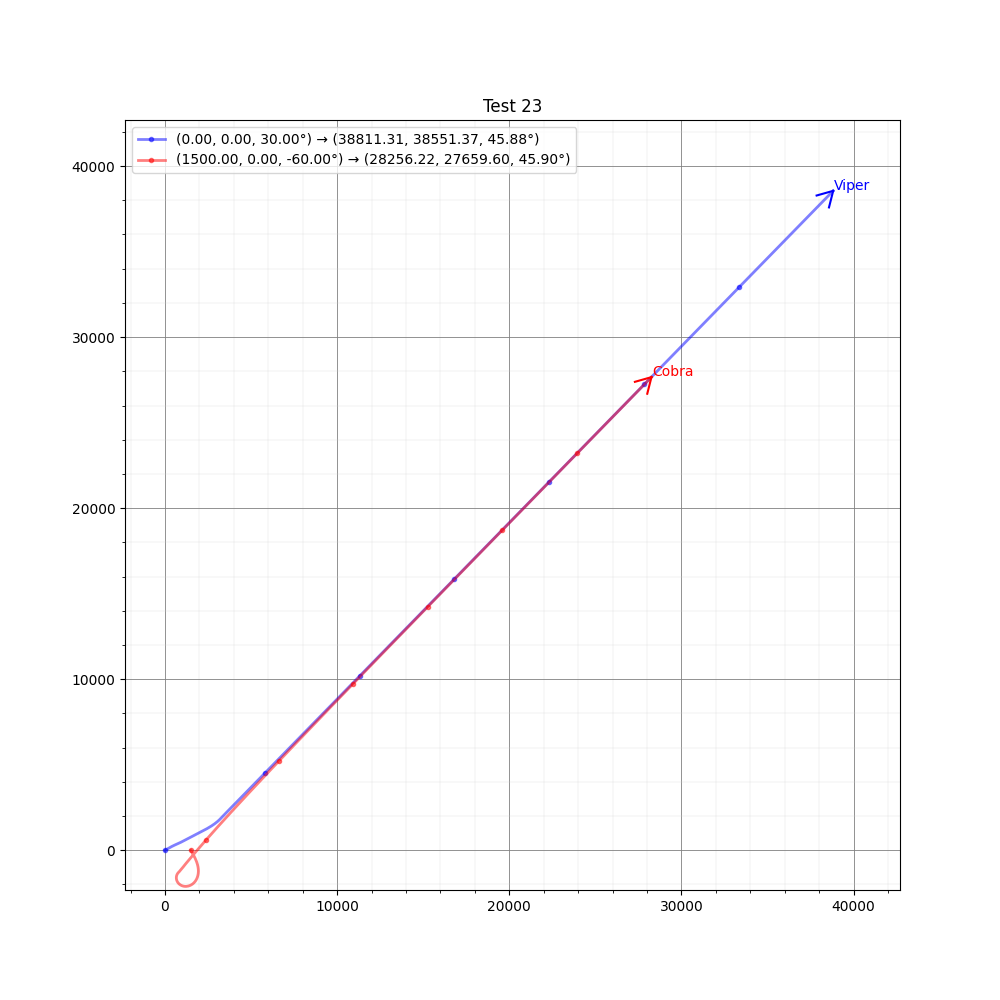 Test 23
(0.00, 0.00, 30.00°) → (38811.31, 38551.37, 45.88°)
(1500.00, 0.00, -60.00°) → (28256.22, 27659.60, 45.90°)
40000
Viper
30000
Cobra
20000
10000
0
0 10000 20000 30000 40000